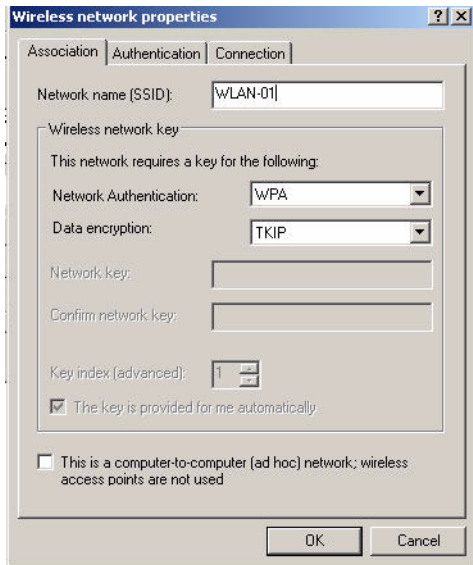 Wireless network properties
? X
Association Authentication Connection
Network name (SSID): WLAN-01
Wireless network key
This network requires a key for the following:
Network Authentication: WPA
Data encryption: TKIP
Network key:
Confirm network key:
Key index (advanced): 1
The key is provided for me automatically
This is a computer-to-computer (ad hoc) network; wireless
access points are not used
OK Cancel